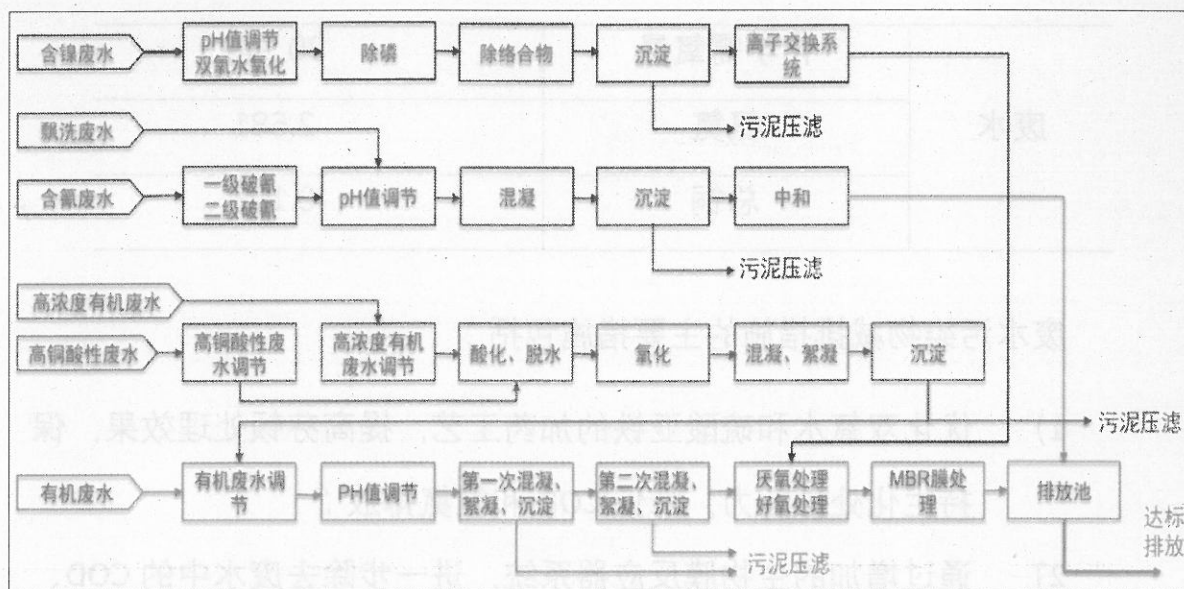 含镍废水
pH值调节
双氧水氧化
除磷
除络合物
沉淀
离子交换系
统
污泥压滤
飘洗废水
含氰废水
一级破氰
二级破氰
pH值调节
混凝
沉淀
中和
污泥压滤
高浓度有机废水
高铜酸性废水
高铜酸性废
水调节
高浓度有机
废水调节
酸化、脱水
氧化
混凝、絮凝
沉淀
污泥压滤
有机废水
有机废水调
节
PH值调节
第一次混凝、
絮凝、沉淀
第二次混凝、
絮凝、沉淀
厌氧处理
好氧处理
MBR膜处
理
排放池
达标
排放
污泥压滤